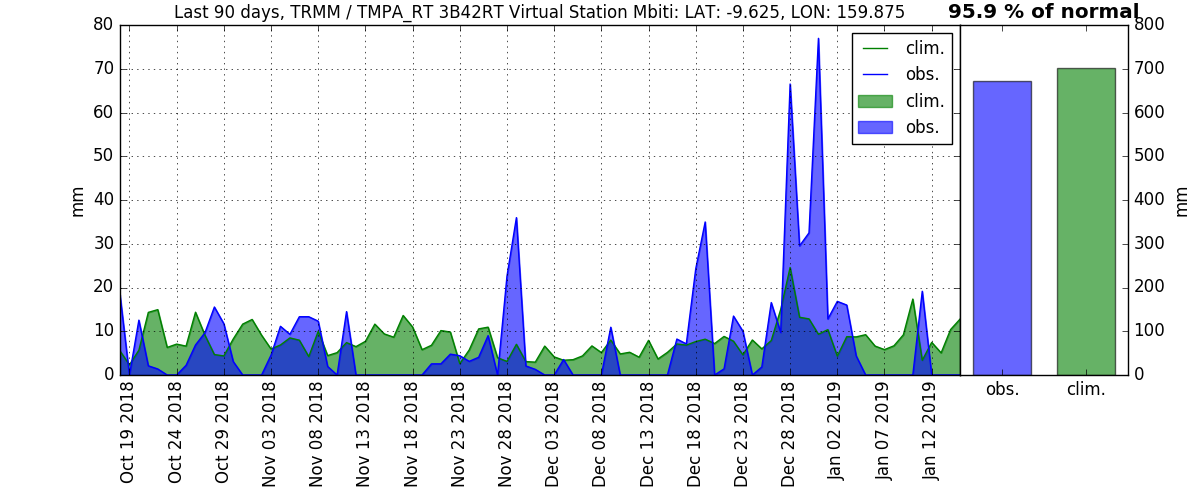 Last 90 days, TRMM / TMPA_RT 3B42RT Virtual Station Mbiti: LAT: -9.625, LON: 159.875
95.9 % of normal
80
70
60
50
40
30
20
10
0
mm
clim.
obs.
clim.
obs.
Oct 19 2018
Oct 24 2018
Oct 29 2018
Nov 03 2018
Nov 08 2018
Nov 13 2018
Nov 18 2018
Nov 23 2018
Nov 28 2018
Dec 03 2018
Dec 08 2018
Dec 13 2018
Dec 18 2018
Dec 23 2018
Dec 28 2018
Jan 02 2019
Jan 07 2019
Jan 12 2019
800
700
600
500
400
300
200
100
0
mm
obs.
clim.